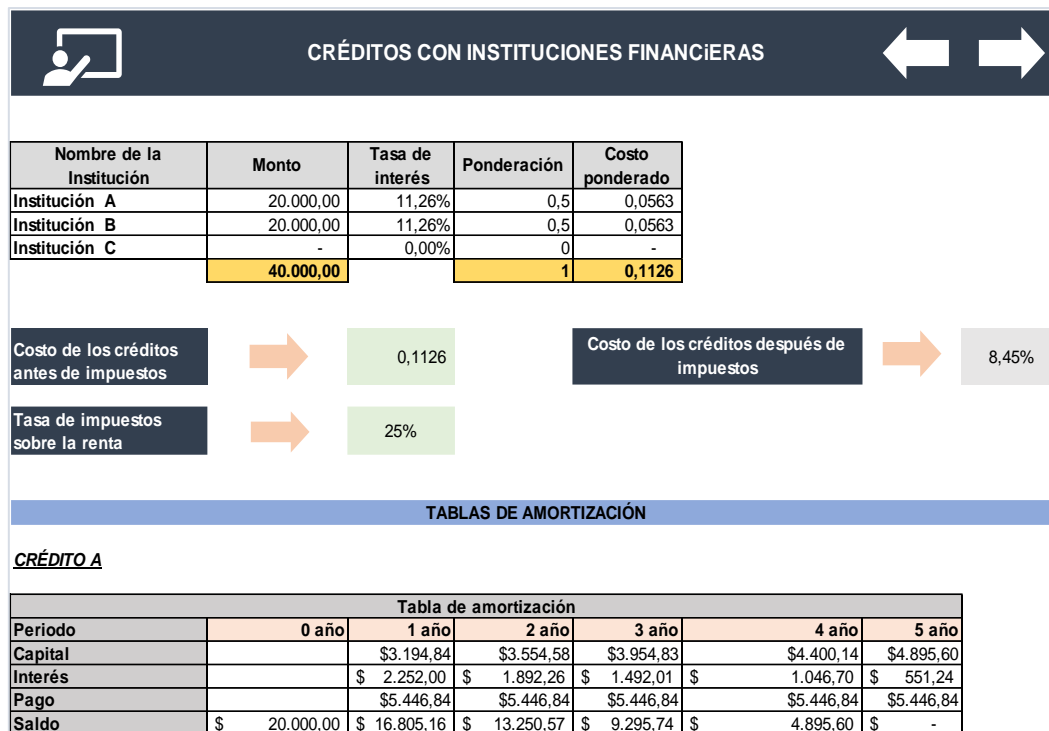 CRÉDITOS CON INSTITUCIONES FINANCiERAS
Nombre de la Institución Monto Tasa de interés Ponderación Costo ponderado
Institución A 20.000,00 11,26% 0,5 0,0563
Institución B 20.000,00 11,26% 0,5 0,0563
Institución C - 0,00% 0 -
40.000,00 1 0,1126
Costo de los créditos
antes de impuestos
0,1126
Costo de los créditos después de
impuestos
8,45%
Tasa de impuestos
sobre la renta
25%
TABLAS DE AMORTIZACIÓN
CRÉDITO A
Tabla de amortización
Periodo 0 año 1 año 2 año 3 año 4 año 5 año
Capital $3.194,84 $3.554,58 $3.954,83 $4.400,14 $4.895,60
Interés $ 2.252,00 $ 1.892,26 $ 1.492,01 $ 1.046,70 $ 551,24
Pago $5.446,84 $5.446,84 $5.446,84 $5.446,84 $5.446,84
Saldo $ 20.000,00 $ 16.805,16 $ 13.250,57 $ 9.295,74 $ 4.895,60 $ -